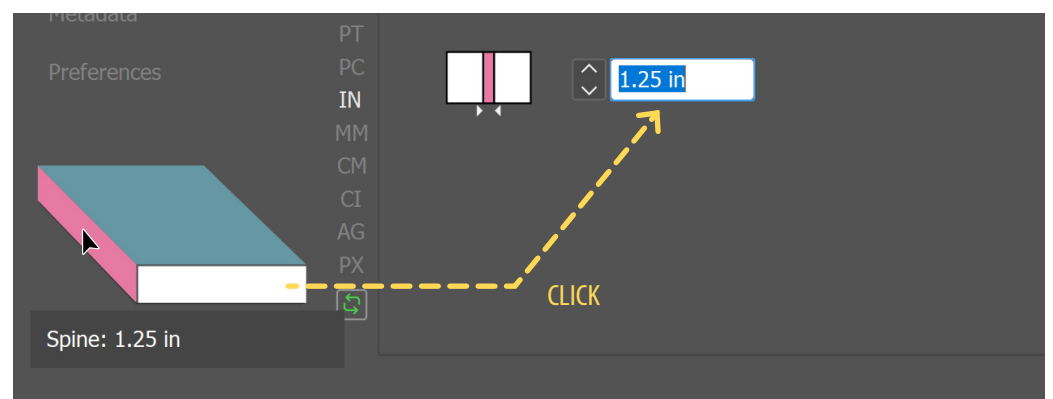 Metadata
Preferences
PT
PC
IN
MM
CM
CI
AG
PX
1.25 in
CLICK
Spine: 1.25 in